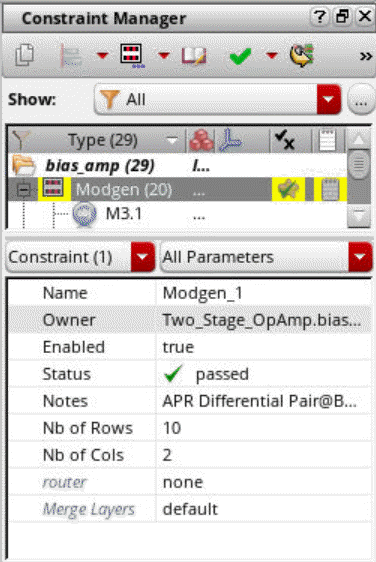 Constraint Manager
Show: All ...
Type (29)
bias_amp (29) I...
Modgen (20) ...
M3.1 ...
Constraint (1) All Parameters
Name Modgen_1
Owner Two_Stage_OpAmp.bias...
Enabled true
Status passed
Notes APR Differential Pair@B...
Nb of Rows 10
Nb of Cols 2
router none
Merge Layers default